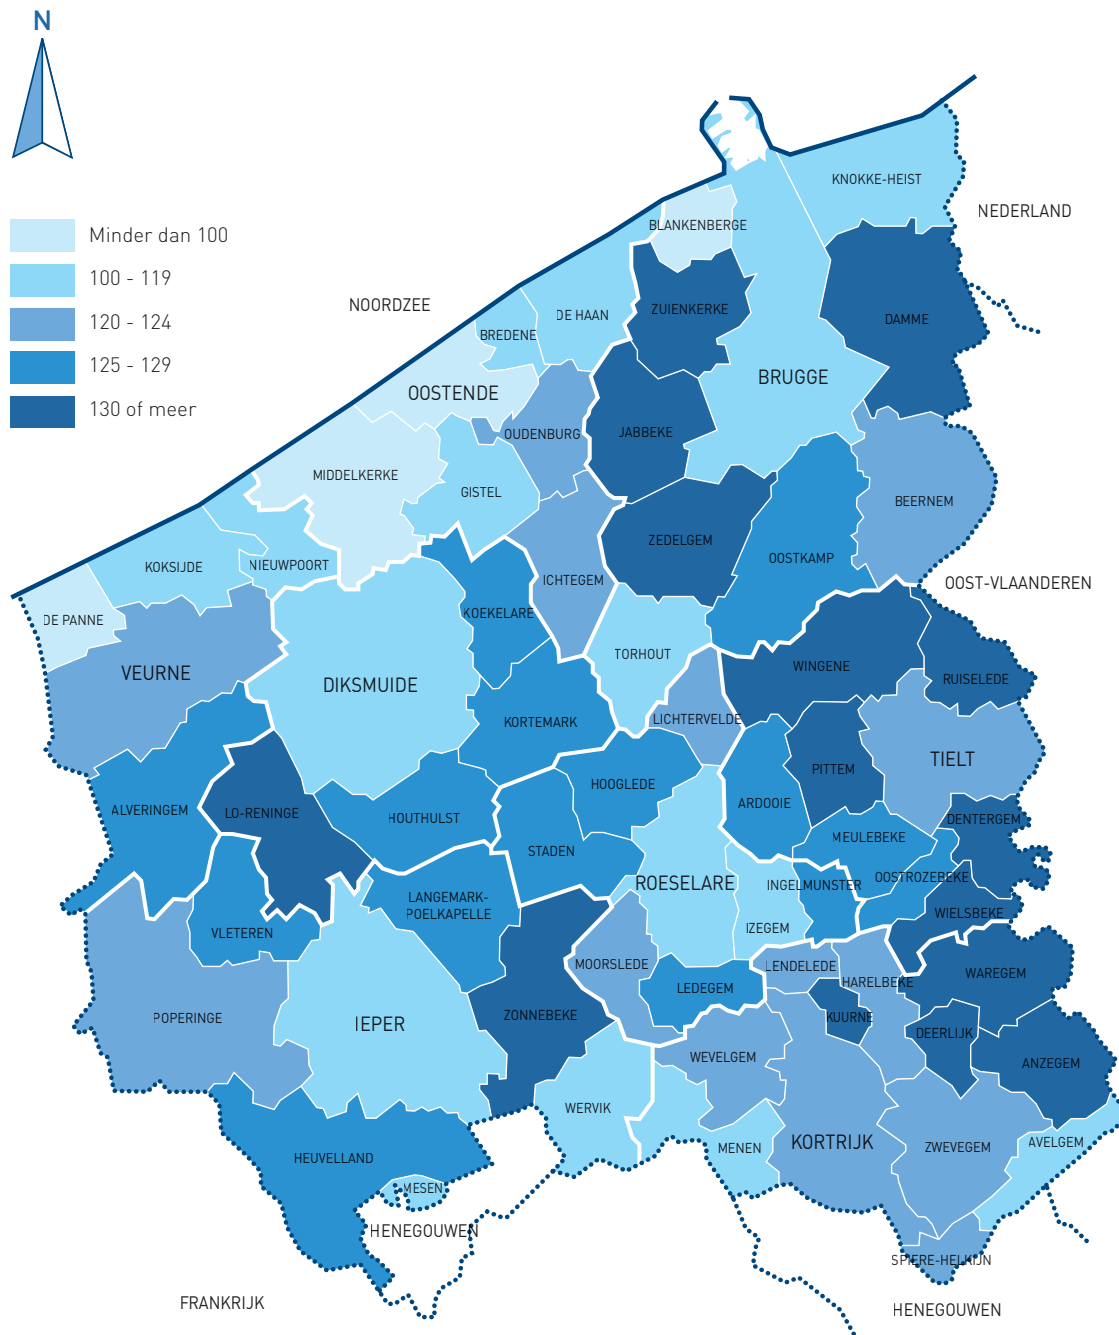 N
KNOKKE-HEIST
NEDERLAND
BLANKENBERGE
Minder dan 100
100 - 119
120 - 124
125 - 129
130 of meer
NOORDZEE
DE HAAN
ZUIENKERKE
DAMME
BREDENE
BRUGGE
OOSTENDE
OUDENBURG
JABBEKE
MIDDELKERKE
GISTEL
BEERNEM
ZEDELGEM
OOSTKAMP
KOKSIJDE
NIEUWPOORT
ICHTEGEM
OOST-VLAANDEREN
DE PANNE
KOEKELARE
TORHOUT
WINGENE
VEURNE
DIKSMUIDE
RUISELEDE
KORTEMARK
LICHTERVELDE
TIELT
PITTEM
HOOGLEDE
ALVERINGEM
LO-RENINGE
ARDOOIE
HOUTHULST
DENTERGEM
MEULEBEKE
STADEN
OOSTROZEBEKE
ROESELARE
INGELMUNSTER
LANGEMARK-
POELKAPELLE
WIELSBEKE
IZEGEM
VLETEREN
MOORSLEDE
LENDELEDE
WAREGEM
HARELBEKE
LEDEGEM
POPERINGE
IEPER
ZONNEBEKE
KUURNE
DEERLIJK
WEVELGEM
ANZEGEM
WERVIK
KORTRIJK
AVELGEM
MENEN
ZWEVEGEM
HEUVELLAND
MESEN
HENEGOUWEN
SPIERE-HELKIJN
FRANKRIJK
HENEGOUWEN